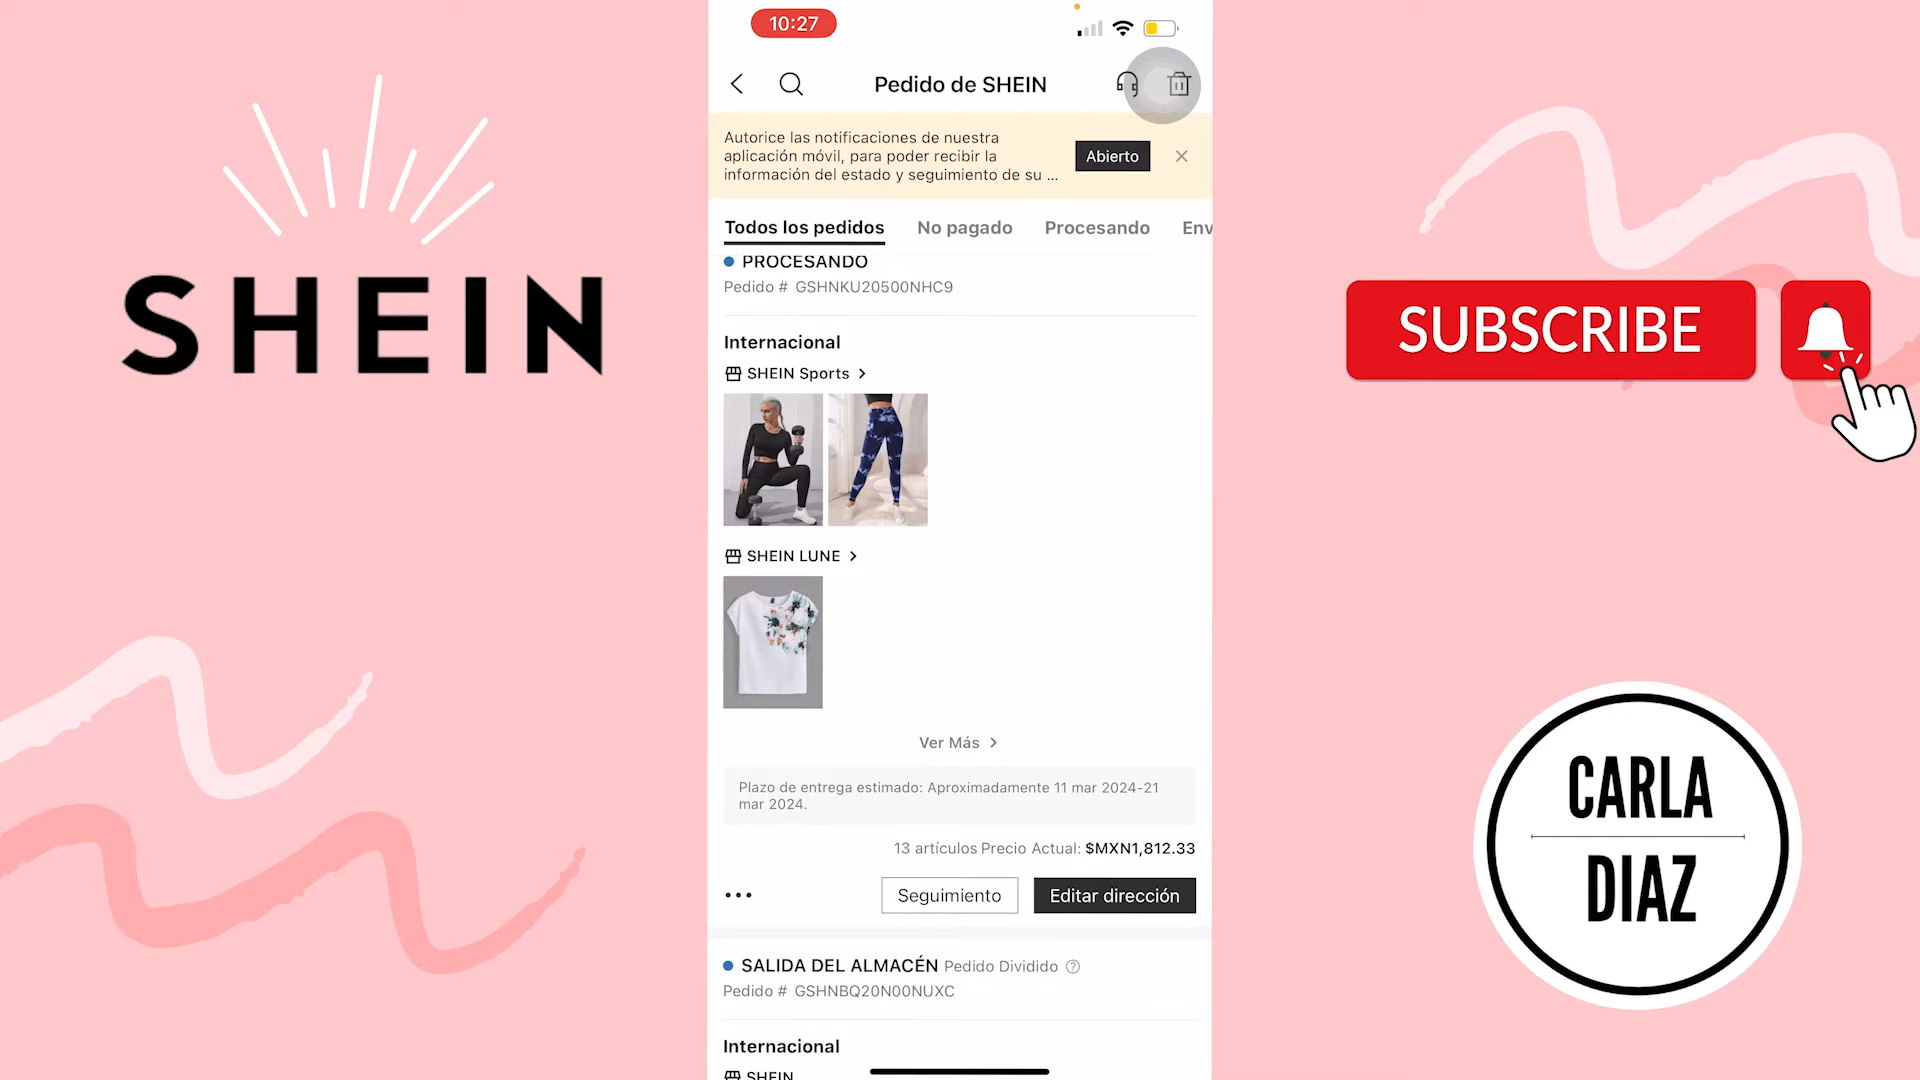 SHEIN
10:27
Pedido de SHEIN
Autorice las notificaciones de nuestra
aplicación móvil, para poder recibir la
información del estado y seguimiento de su ...
Abierto
Todos los pedidos
No pagado
Procesando
Env
PROCESANDO
Pedido # GSHNKU20500NHC9
Internacional
SHEIN Sports
SHEIN LUNE
Ver Más
Plazo de entrega estimado: Aproximadamente 11 mar 2024-21
mar 2024.
13 artículos Precio Actual: $MXN1,812.33
Seguimiento
Editar dirección
SALIDA DEL ALMACÉN Pedido Dividido
Pedido # GSHNBQ20N00NUXC
Internacional
SHEIN
SUBSCRIBE
CARLA
DIAZ